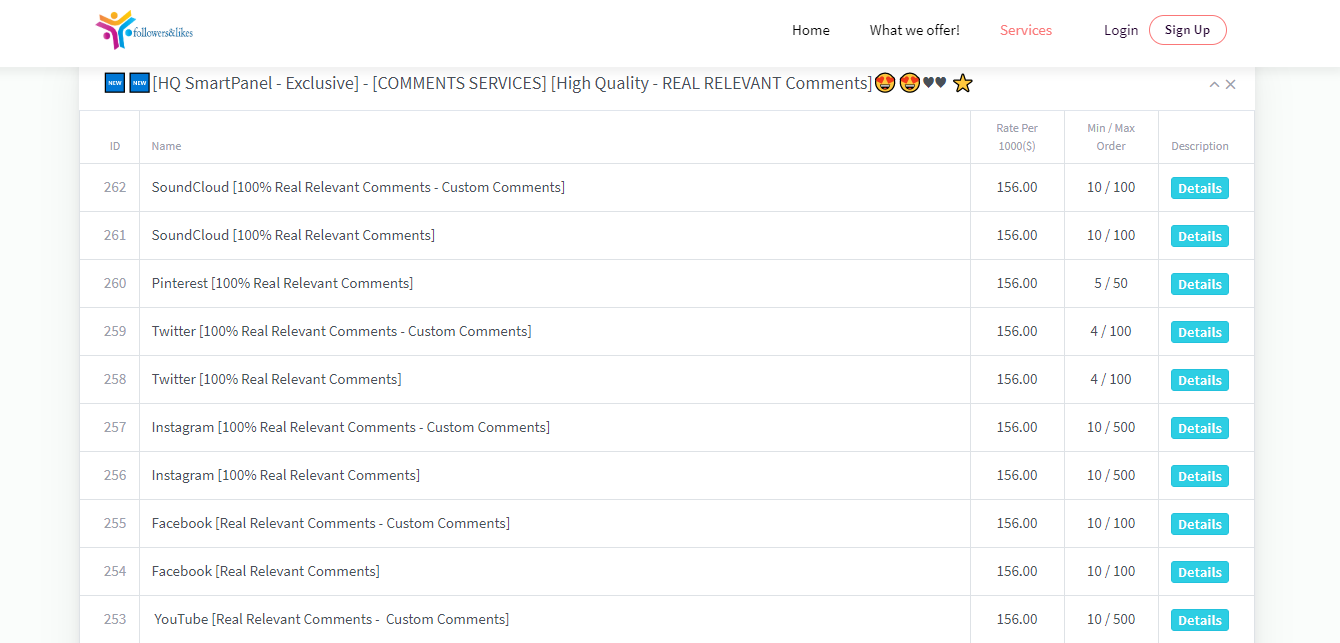 followers&likes
Home What we offer! Services Login Sign Up
NEW NEW [HQ SmartPanel - Exclusive] - [COMMENTS SERVICES] [High Quality - REAL RELEVANT Comments]😍😍♥♥ ⭐
ID Name Rate Per 1000($) Min / Max Order Description
262 SoundCloud [100% Real Relevant Comments - Custom Comments] 156.00 10 / 100 Details
261 SoundCloud [100% Real Relevant Comments] 156.00 10 / 100 Details
260 Pinterest [100% Real Relevant Comments] 156.00 5 / 50 Details
259 Twitter [100% Real Relevant Comments - Custom Comments] 156.00 4 / 100 Details
258 Twitter [100% Real Relevant Comments] 156.00 4 / 100 Details
257 Instagram [100% Real Relevant Comments - Custom Comments] 156.00 10 / 500 Details
256 Instagram [100% Real Relevant Comments] 156.00 10 / 500 Details
255 Facebook [Real Relevant Comments - Custom Comments] 156.00 10 / 100 Details
254 Facebook [Real Relevant Comments] 156.00 10 / 100 Details
253 YouTube [Real Relevant Comments - Custom Comments] 156.00 10 / 500 Details